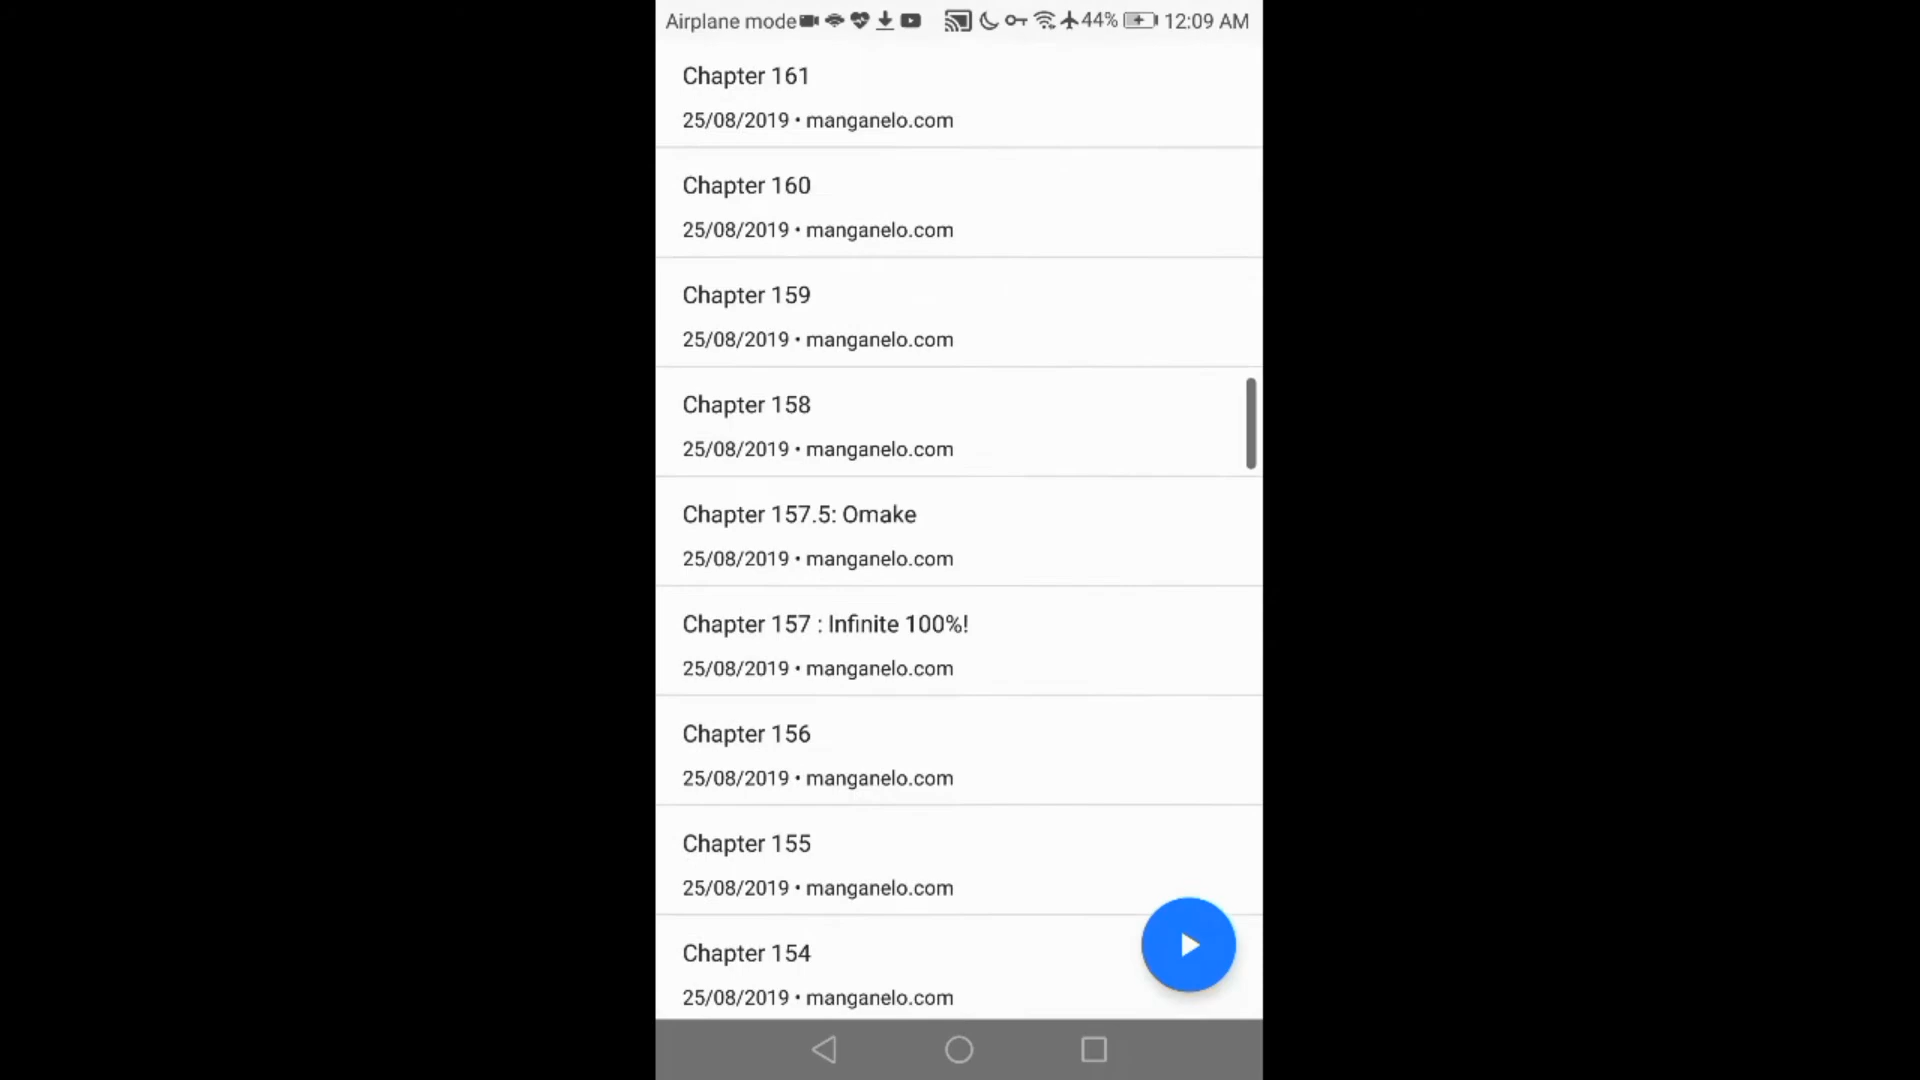 Airplane mode 44% 12:09 AM
Chapter 161
25/08/2019 • manganelo.com
Chapter 160
25/08/2019 • manganelo.com
Chapter 159
25/08/2019 • manganelo.com
Chapter 158
25/08/2019 • manganelo.com
Chapter 157.5: Omake
25/08/2019 • manganelo.com
Chapter 157 : Infinite 100%!
25/08/2019 • manganelo.com
Chapter 156
25/08/2019 • manganelo.com
Chapter 155
25/08/2019 • manganelo.com
Chapter 154
25/08/2019 • manganelo.com